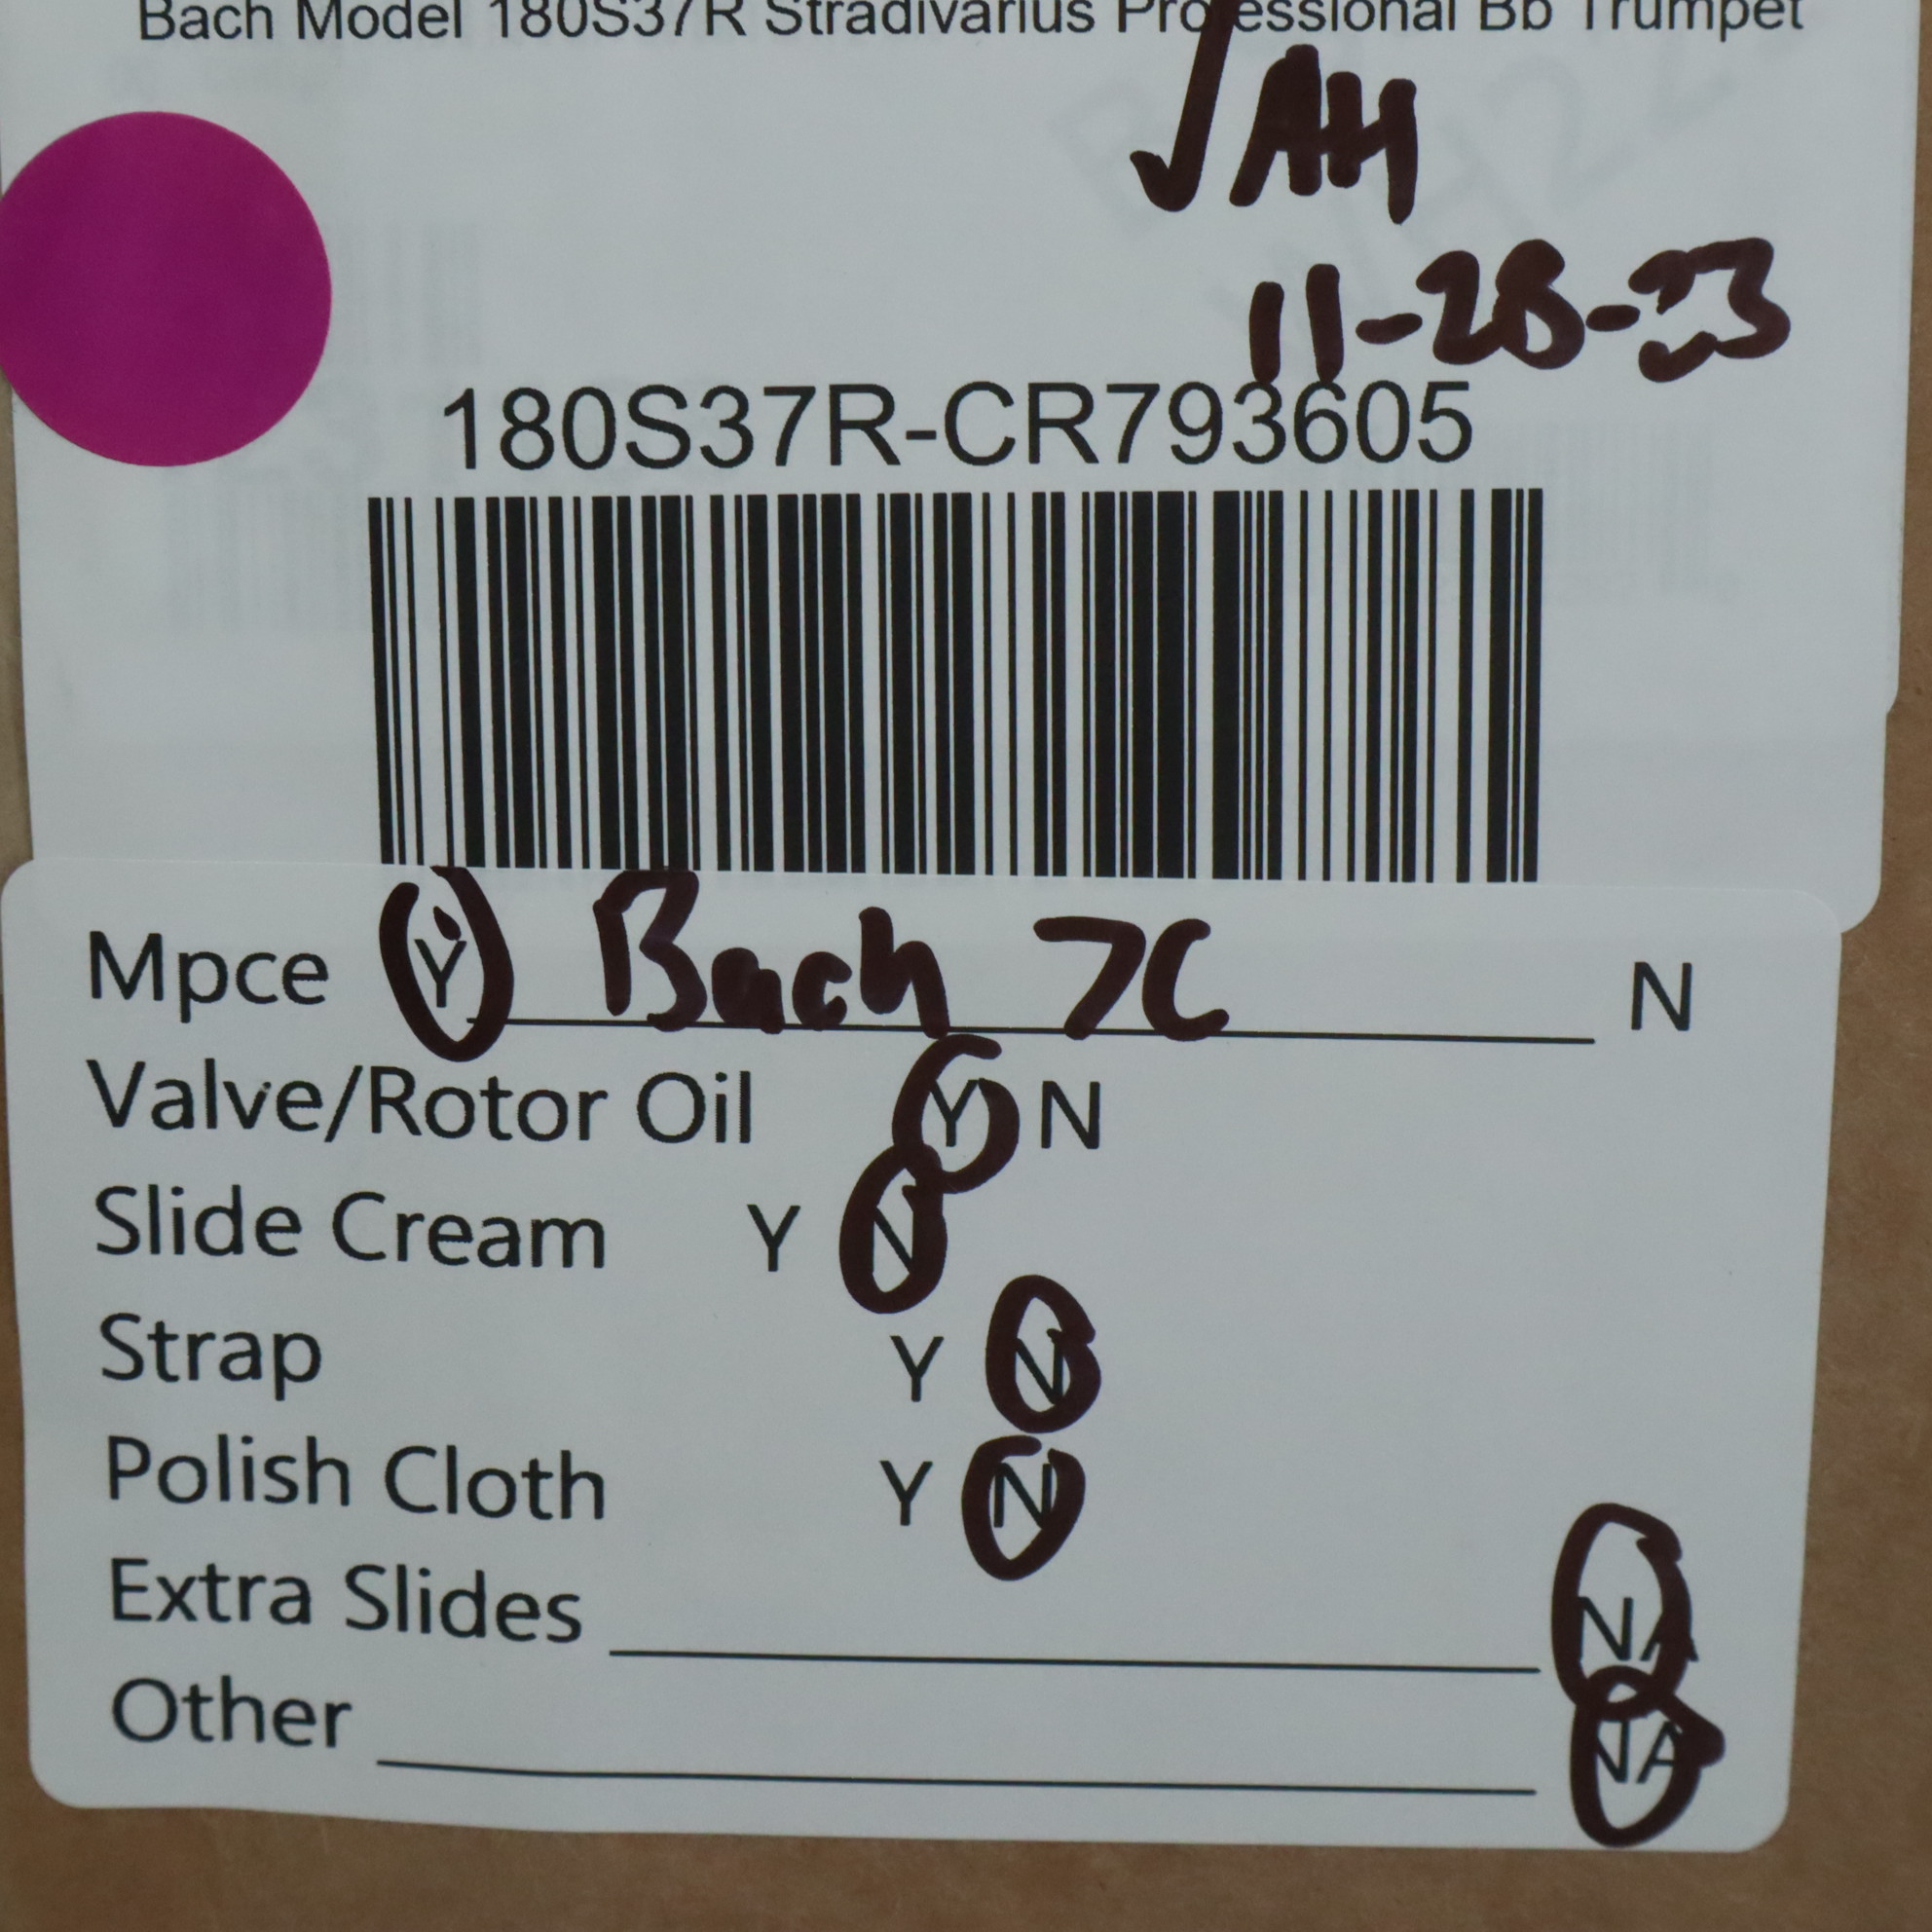 Bach Model 180S37R Stradivarius Professional Bb Trumpet
√ AH
11-28-23
180S37R-CR793605
Mpce Y Bach 7C N
Valve/Rotor Oil Y N
Slide Cream Y N
Strap Y N
Polish Cloth Y N
Extra Slides NA
Other NA